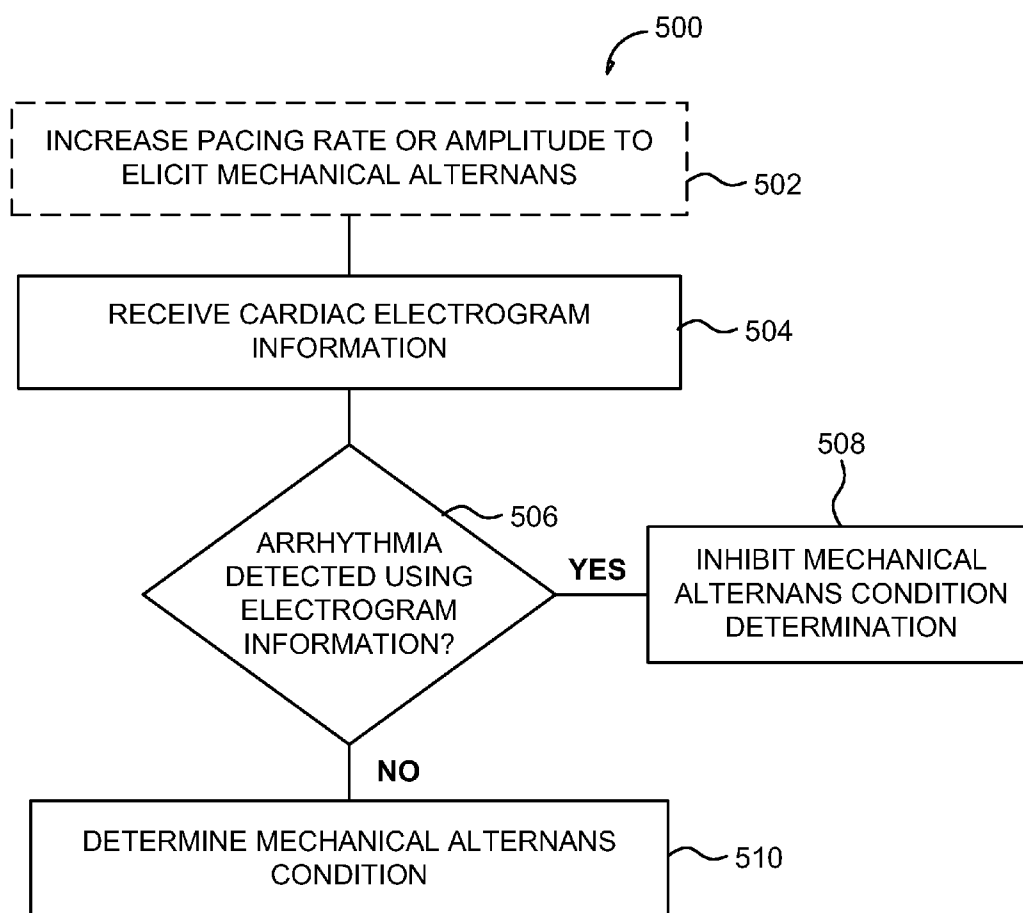 500
INCREASE PACING RATE OR AMPLITUDE TO
ELICIT MECHANICAL ALTERNANS
502
RECEIVE CARDIAC ELECTROGRAM
INFORMATION
504
ARRHYTHMIA
DETECTED USING
ELECTROGRAM
INFORMATION?
506
YES
508
INHIBIT MECHANICAL
ALTERNANS CONDITION
DETERMINATION
NO
DETERMINE MECHANICAL ALTERNANS
CONDITION
510